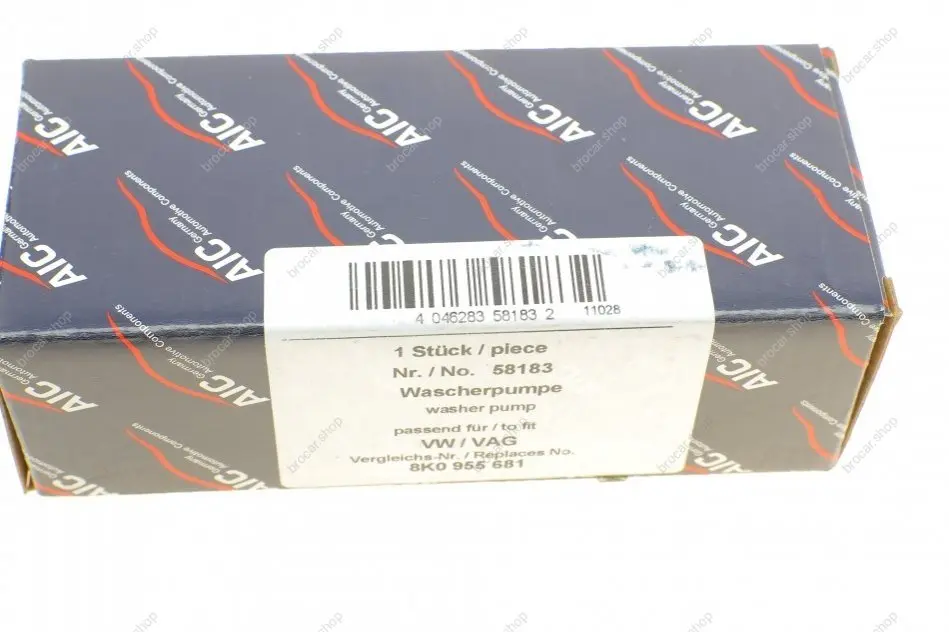 AIC Germany
Automotive Components
4 046283 58183 2
11028
1 Stück / piece
Nr. / No. 58183
Wascherpumpe
washer pump
passend für / to fit
VW / VAG
Vergleichs-Nr. / Replaces No.
8K0 955 681
brocar.shop